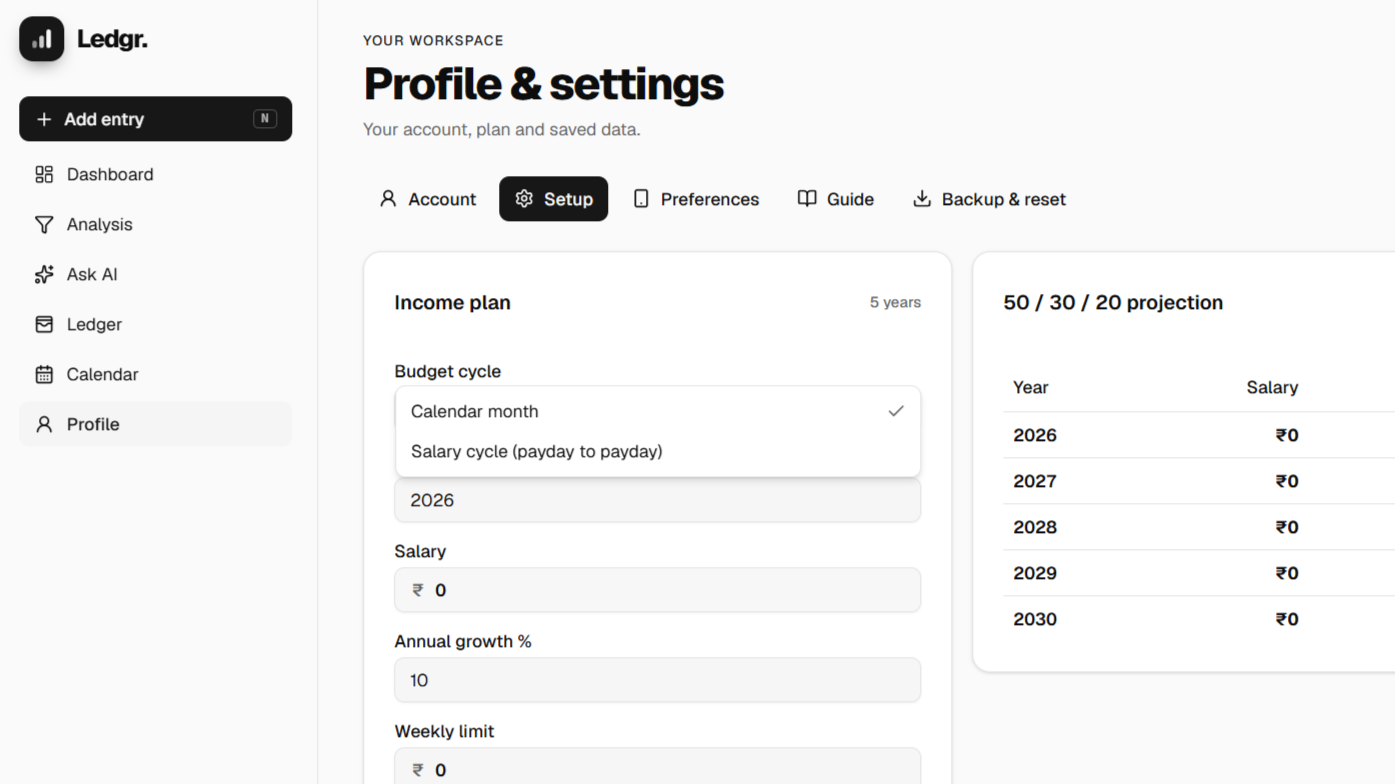 Ledgr.
Add entry N
Dashboard
Analysis
Ask AI
Ledger
Calendar
Profile
YOUR WORKSPACE
Profile & settings
Your account, plan and saved data.
Account Setup Preferences Guide Backup & reset
Income plan 5 years
Budget cycle
Calendar month
Salary cycle (payday to payday)
2026
Salary
₹ 0
Annual growth %
10
Weekly limit
₹ 0
50 / 30 / 20 projection
Year Salary
2026 ₹0
2027 ₹0
2028 ₹0
2029 ₹0
2030 ₹0